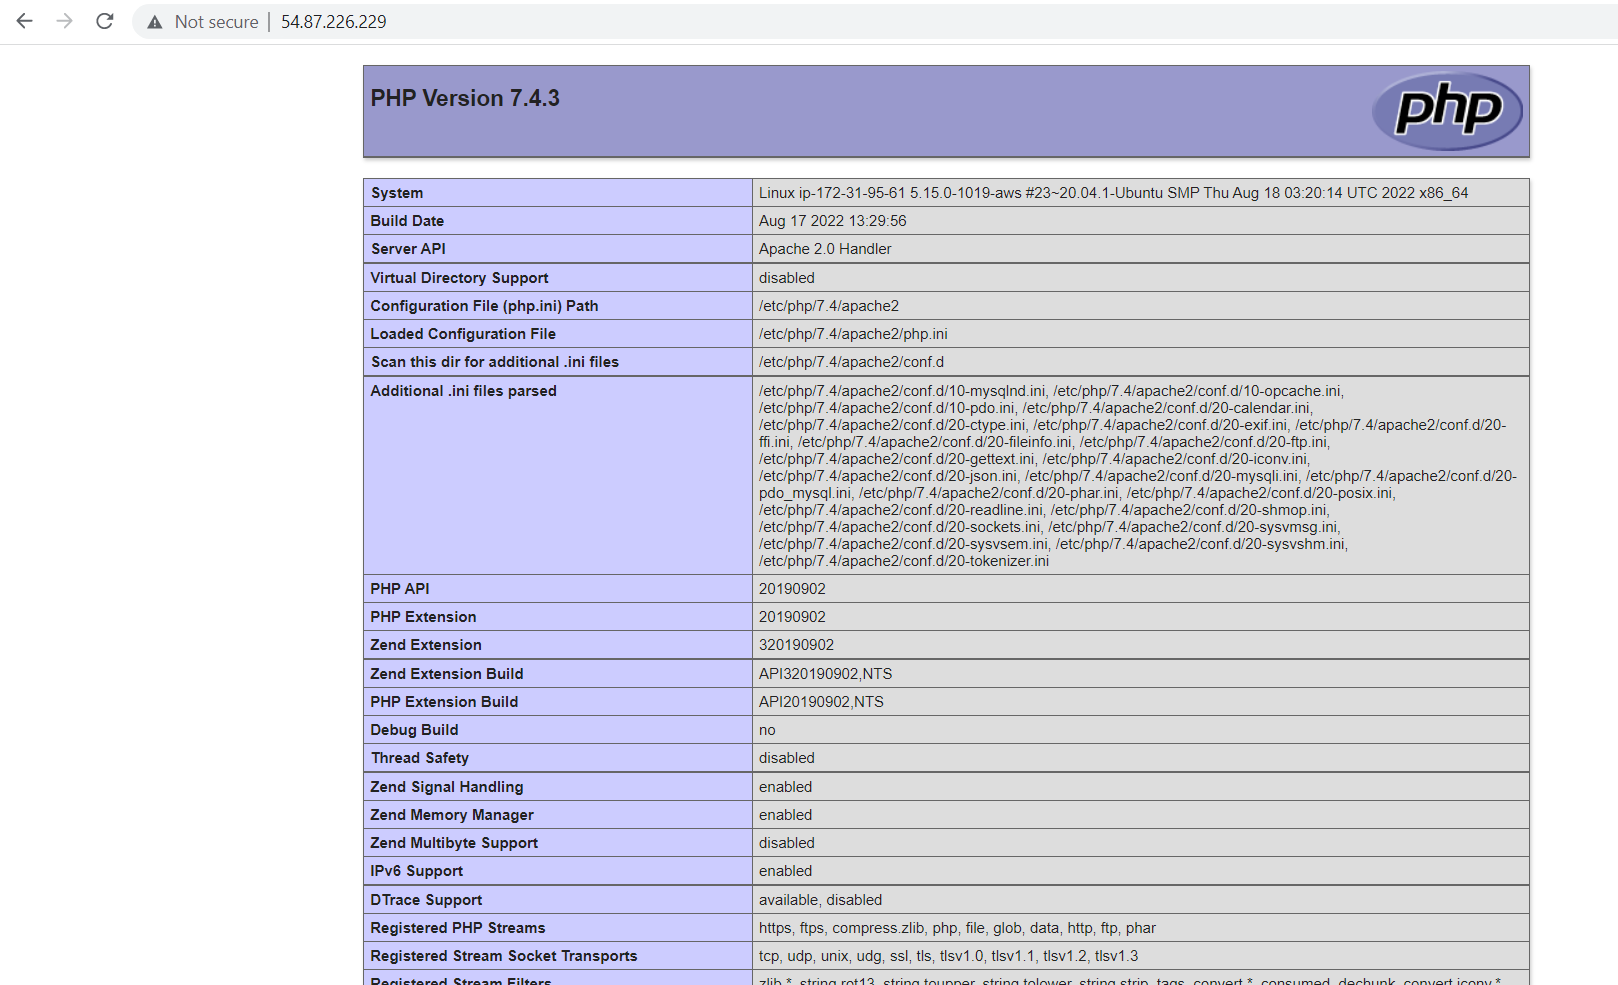 Not secure | 54.87.226.229
PHP Version 7.4.3
php
System Linux ip-172-31-95-61 5.15.0-1019-aws #23~20.04.1-Ubuntu SMP Thu Aug 18 03:20:14 UTC 2022 x86_64
Build Date Aug 17 2022 13:29:56
Server API Apache 2.0 Handler
Virtual Directory Support disabled
Configuration File (php.ini) Path /etc/php/7.4/apache2
Loaded Configuration File /etc/php/7.4/apache2/php.ini
Scan this dir for additional .ini files /etc/php/7.4/apache2/conf.d
Additional .ini files parsed /etc/php/7.4/apache2/conf.d/10-mysqlnd.ini, /etc/php/7.4/apache2/conf.d/10-opcache.ini,
/etc/php/7.4/apache2/conf.d/10-pdo.ini, /etc/php/7.4/apache2/conf.d/20-calendar.ini,
/etc/php/7.4/apache2/conf.d/20-ctype.ini, /etc/php/7.4/apache2/conf.d/20-exif.ini, /etc/php/7.4/apache2/conf.d/20-
ffi.ini, /etc/php/7.4/apache2/conf.d/20-fileinfo.ini, /etc/php/7.4/apache2/conf.d/20-ftp.ini,
/etc/php/7.4/apache2/conf.d/20-gettext.ini, /etc/php/7.4/apache2/conf.d/20-iconv.ini,
/etc/php/7.4/apache2/conf.d/20-json.ini, /etc/php/7.4/apache2/conf.d/20-mysqli.ini, /etc/php/7.4/apache2/conf.d/20-
pdo_mysql.ini, /etc/php/7.4/apache2/conf.d/20-phar.ini, /etc/php/7.4/apache2/conf.d/20-posix.ini,
/etc/php/7.4/apache2/conf.d/20-readline.ini, /etc/php/7.4/apache2/conf.d/20-shmop.ini,
/etc/php/7.4/apache2/conf.d/20-sockets.ini, /etc/php/7.4/apache2/conf.d/20-sysvmsg.ini,
/etc/php/7.4/apache2/conf.d/20-sysvsem.ini, /etc/php/7.4/apache2/conf.d/20-sysvshm.ini,
/etc/php/7.4/apache2/conf.d/20-tokenizer.ini
PHP API 20190902
PHP Extension 20190902
Zend Extension 320190902
Zend Extension Build API320190902,NTS
PHP Extension Build API20190902,NTS
Debug Build no
Thread Safety disabled
Zend Signal Handling enabled
Zend Memory Manager enabled
Zend Multibyte Support disabled
IPv6 Support enabled
DTrace Support available, disabled
Registered PHP Streams https, ftps, compress.zlib, php, file, glob, data, http, ftp, phar
Registered Stream Socket Transports tcp, udp, unix, udg, ssl, tls, tlsv1.0, tlsv1.1, tlsv1.2, tlsv1.3
Registered Stream Filters zlib.*, string.rot13, string.toupper, string.tolower, string.strip_tags, convert.*, consumed, dechunk, convert.iconv.*